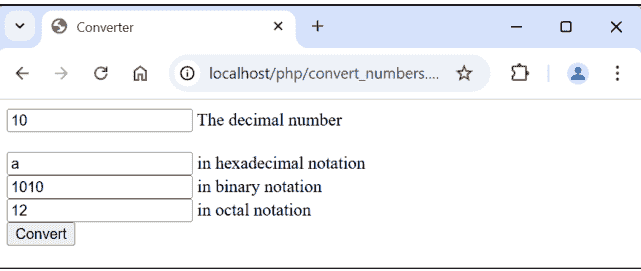 Converter
localhost/php/convert_numbers....
10 The decimal number
a in hexadecimal notation
1010 in binary notation
12 in octal notation
Convert